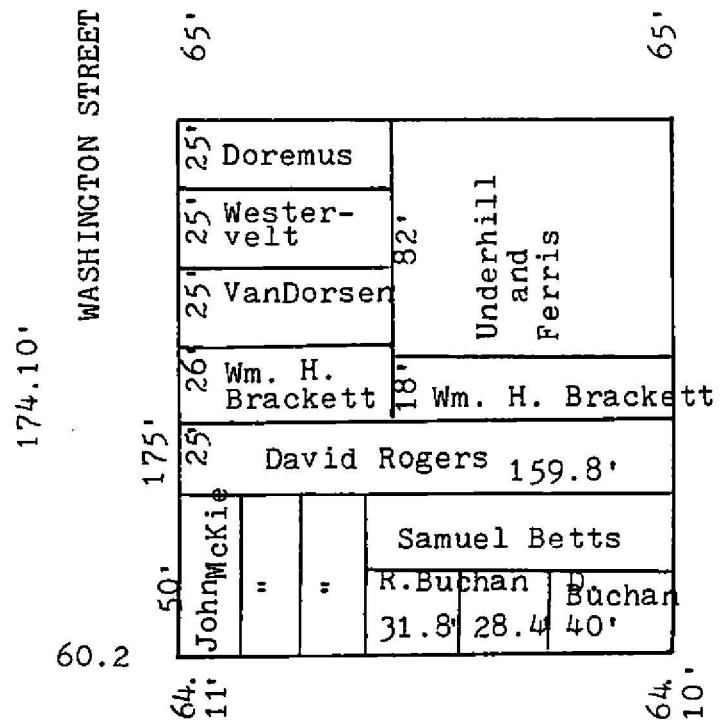 WASHINGTON STREET
65'
65'
174.10'
175'
25' Doremus
25' Wester-
velt
25' VanDorsen
82'
Underhill
and
Ferris
26' Wm. H.
Brackett
18' Wm. H. Brackett
25' David Rogers 159.8'
50'
John McKie
"
"
Samuel Betts
R.Buchan
31.8'
28.4
D.
Buchan
40'
60.2
64.
11'
64.
10'